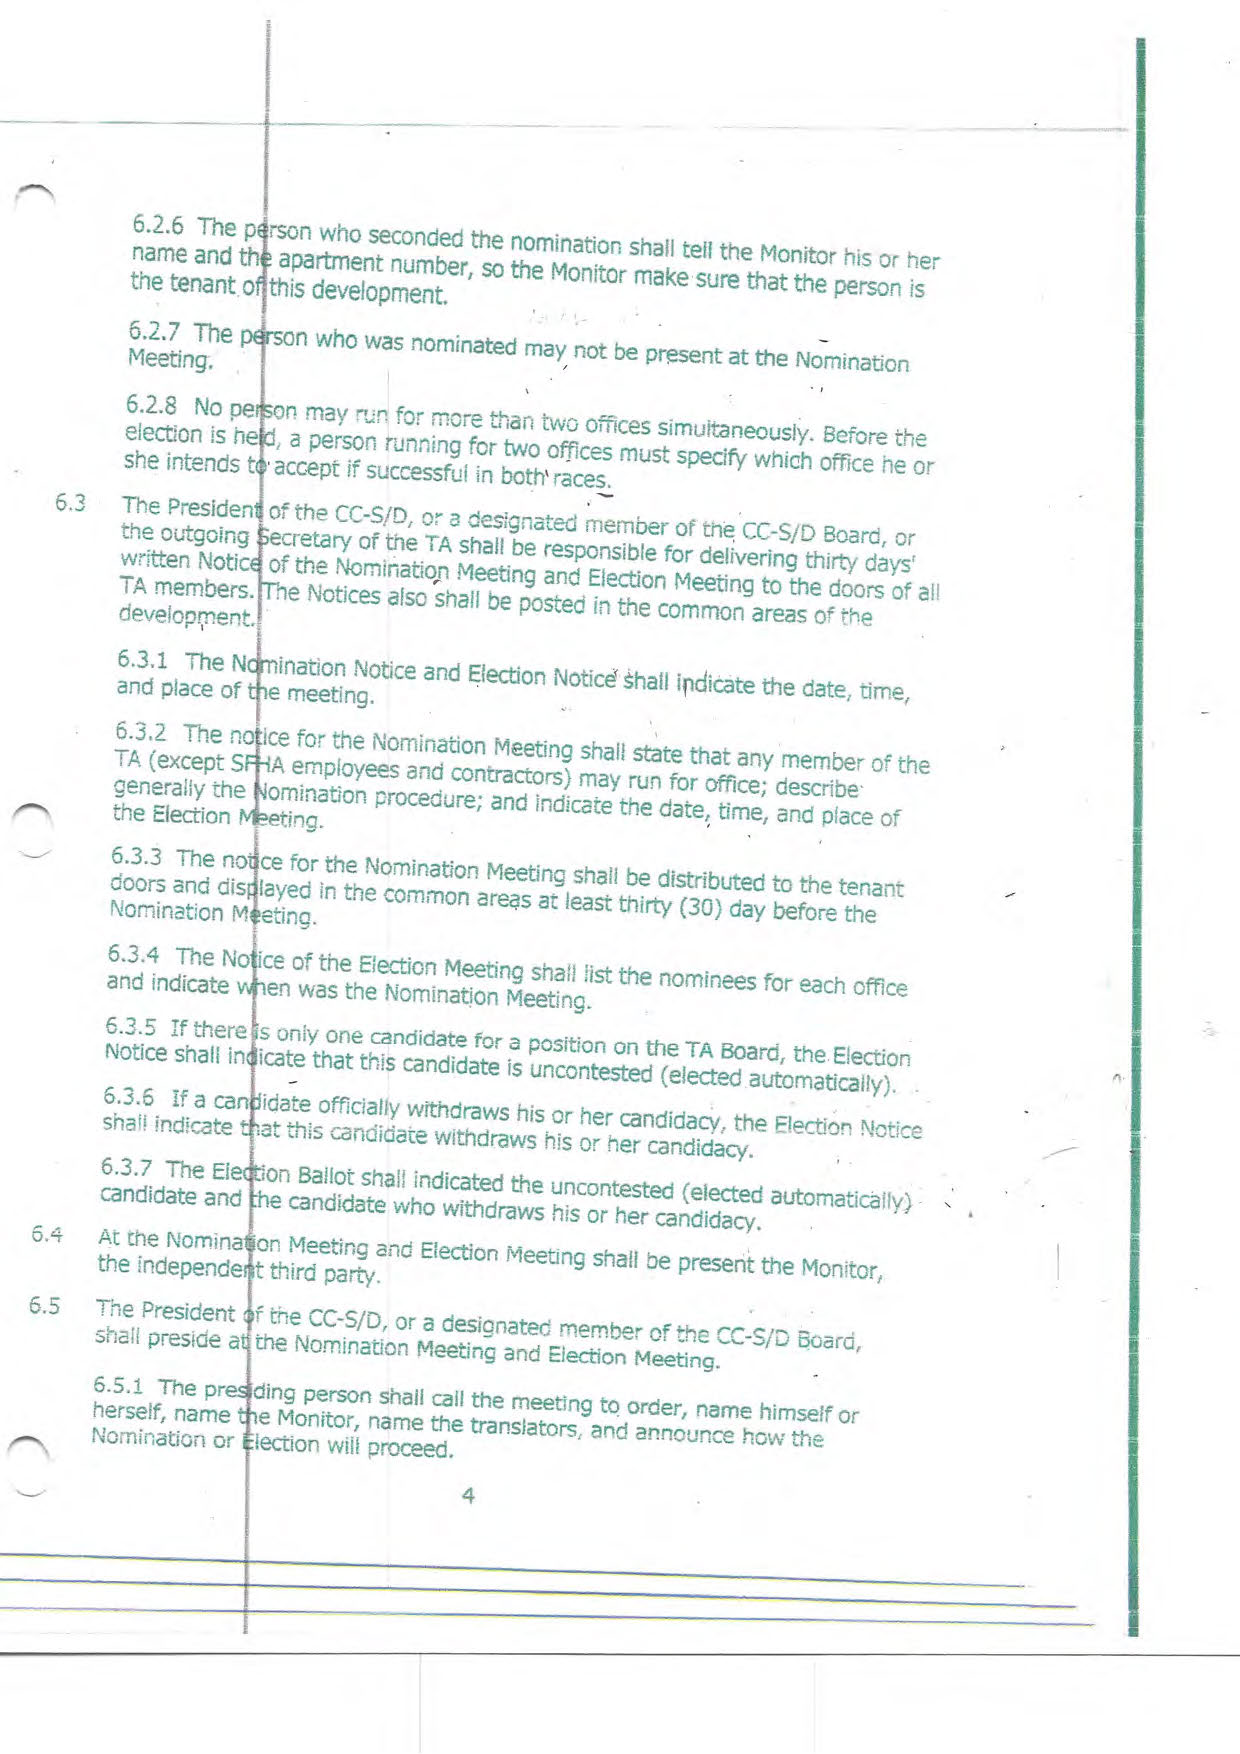 6.2.6 The person who seconded the nomination shall tell the Monitor his or her
name and the apartment number, so the Monitor make sure that the person is
the tenant of this development.
6.2.7 The person who was nominated may not be present at the Nomination
Meeting.
6.2.8 No person may run for more than two offices simultaneously. Before the
election is held, a person running for two offices must specify which office he or
she intends to accept if successful in both races.
6.3 The President of the CC-S/D, or a designated member of the CC-S/D Board, or
the outgoing Secretary of the TA shall be responsible for delivering thirty days'
written Notice of the Nomination Meeting and Election Meeting to the doors of all
TA members. The Notices also shall be posted in the common areas of the
development.
6.3.1 The Nomination Notice and Election Notice shall indicate the date, time,
and place of the meeting.
6.3.2 The notice for the Nomination Meeting shall state that any member of the
TA (except SFHA employees and contractors) may run for office; describe
generally the Nomination procedure; and indicate the date, time, and place of
the Election Meeting.
6.3.3 The notice for the Nomination Meeting shall be distributed to the tenant
doors and displayed in the common areas at least thirty (30) day before the
Nomination Meeting.
6.3.4 The Notice of the Election Meeting shall list the nominees for each office
and indicate when was the Nomination Meeting.
6.3.5 If there is only one candidate for a position on the TA Board, the Election
Notice shall indicate that this candidate is uncontested (elected automatically).
6.3.6 If a candidate officially withdraws his or her candidacy, the Election Notice
shall indicate that this candidate withdraws his or her candidacy.
6.3.7 The Election Ballot shall indicated the uncontested (elected automatically)
candidate and the candidate who withdraws his or her candidacy.
6.4 At the Nomination Meeting and Election Meeting shall be present the Monitor,
the independent third party.
6.5 The President of the CC-S/D, or a designated member of the CC-S/D Board,
shall preside at the Nomination Meeting and Election Meeting.
6.5.1 The presiding person shall call the meeting to order, name himself or
herself, name the Monitor, name the translators, and announce how the
Nomination or Election will proceed.
4